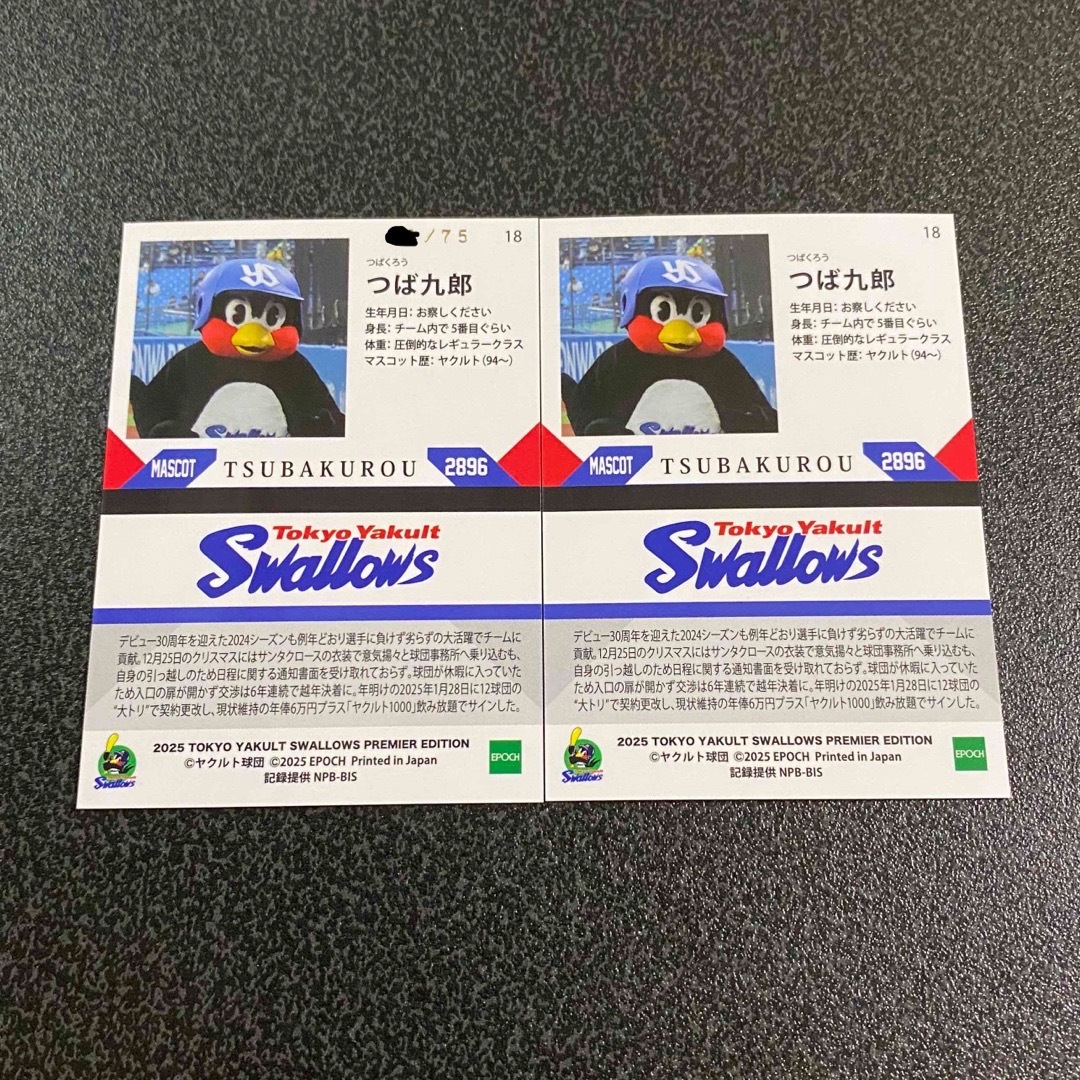 /75 18
つばくろう
つば九郎
生年月日: お察しください
身長: チーム内で 5番目ぐらい
体重: 圧倒的なレギュラークラス
マスコット歴: ヤクルト(94〜)
YS
Swallows
MASCOT TSUBAKUROU 2896
Tokyo Yakult
Swallows
デビュー30周年を迎えた2024シーズンも例年どおり選手に負けず劣らずの大活躍でチームに
貢献。12月25日のクリスマスにはサンタクロースの衣装で意気揚々と球団事務所へ乗り込むも、
自身の引っ越しのため日程に関する通知書面を受け取れておらず。球団が休暇に入っていた
ため入口の扉が開かず交渉は6年連続で越年決着に。年明けの2025年1月28日に12球団の
“大トリ”で契約更改し、現状維持の年俸6万円プラス「ヤクルト1000」飲み放題でサインした。
Swallows
2025 TOKYO YAKULT SWALLOWS PREMIER EDITION
©ヤクルト球団 ©2025 EPOCH Printed in Japan
記録提供 NPB-BIS
EPOCH
18
つばくろう
つば九郎
生年月日: お察しください
身長: チーム内で 5番目ぐらい
体重: 圧倒的なレギュラークラス
マスコット歴: ヤクルト(94〜)
YS
Swallows
MASCOT TSUBAKUROU 2896
Tokyo Yakult
Swallows
デビュー30周年を迎えた2024シーズンも例年どおり選手に負けず劣らずの大活躍でチームに
貢献。12月25日のクリスマスにはサンタクロースの衣装で意気揚々と球団事務所へ乗り込むも、
自身の引っ越しのため日程に関する通知書面を受け取れておらず。球団が休暇に入っていた
ため入口の扉が開かず交渉は6年連続で越年決着に。年明けの2025年1月28日に12球団の
“大トリ”で契約更改し、現状維持の年俸6万円プラス「ヤクルト1000」飲み放題でサインした。
Swallows
2025 TOKYO YAKULT SWALLOWS PREMIER EDITION
©ヤクルト球団 ©2025 EPOCH Printed in Japan
記録提供 NPB-BIS
EPOCH